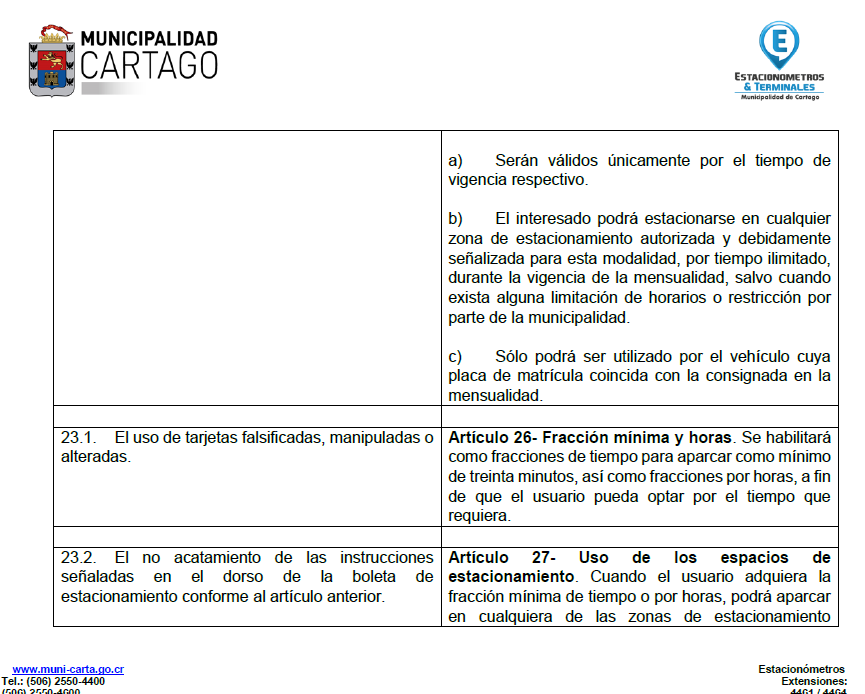 MUNICIPALIDAD
CARTAGO
E
ESTACIONOMETROS
& TERMINALES
Municipalidad de Cartago
a) Serán válidos únicamente por el tiempo de
vigencia respectivo.
b) El interesado podrá estacionarse en cualquier
zona de estacionamiento autorizada y debidamente
señalizada para esta modalidad, por tiempo ilimitado,
durante la vigencia de la mensualidad, salvo cuando
exista alguna limitación de horarios o restricción por
parte de la municipalidad.
c) Sólo podrá ser utilizado por el vehículo cuya
placa de matrícula coincida con la consignada en la
mensualidad.
23.1. El uso de tarjetas falsificadas, manipuladas o
alteradas.
Artículo 26- Fracción mínima y horas. Se habilitará
como fracciones de tiempo para aparcar como mínimo
de treinta minutos, así como fracciones por horas, a fin
de que el usuario pueda optar por el tiempo que
requiera.
23.2. El no acatamiento de las instrucciones
señaladas en el dorso de la boleta de
estacionamiento conforme al artículo anterior.
Artículo 27- Uso de los espacios de
estacionamiento. Cuando el usuario adquiera la
fracción mínima de tiempo o por horas, podrá aparcar
en cualquiera de las zonas de estacionamiento
www.muni-carta.go.cr
Tel.: (506) 2550-4400
(506) 2550-4600
Estacionómetros
Extensiones:
4461 / 4464